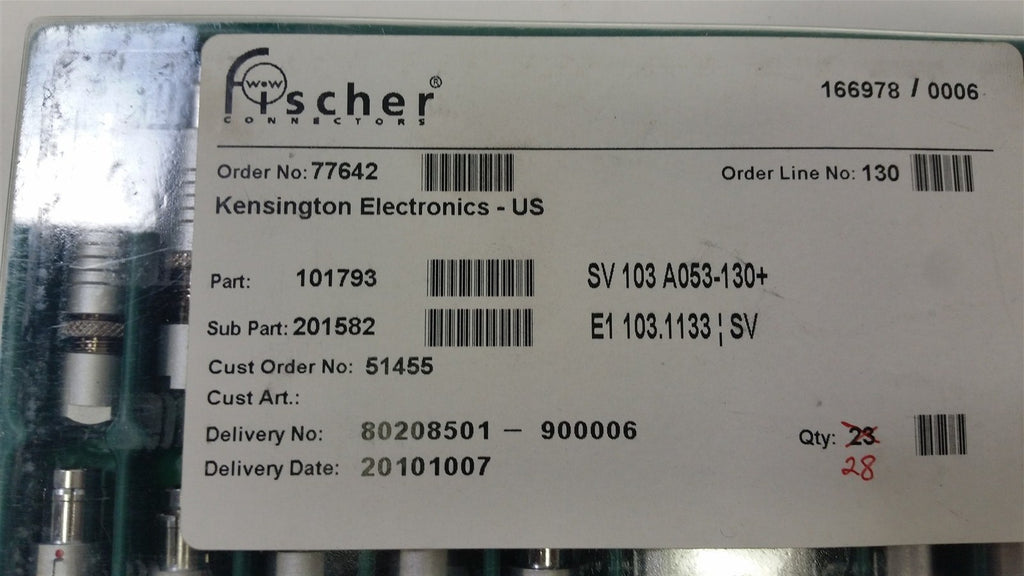 Fischer®
CONNECTORS
166978 / 0006
Order No: 77642
Order Line No: 130
Kensington Electronics - US
Part: 101793 SV 103 A053-130+
Sub Part: 201582 E1 103.1133 ¦ SV
Cust Order No: 51455
Cust Art.:
Delivery No: 80208501 – 900006
Qty: 23
28
Delivery Date: 20101007